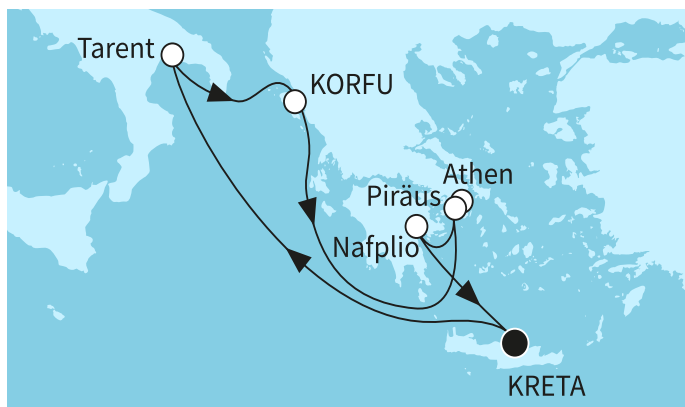 Tarent
KORFU
Athen
Piräus
Nafplio
KRETA